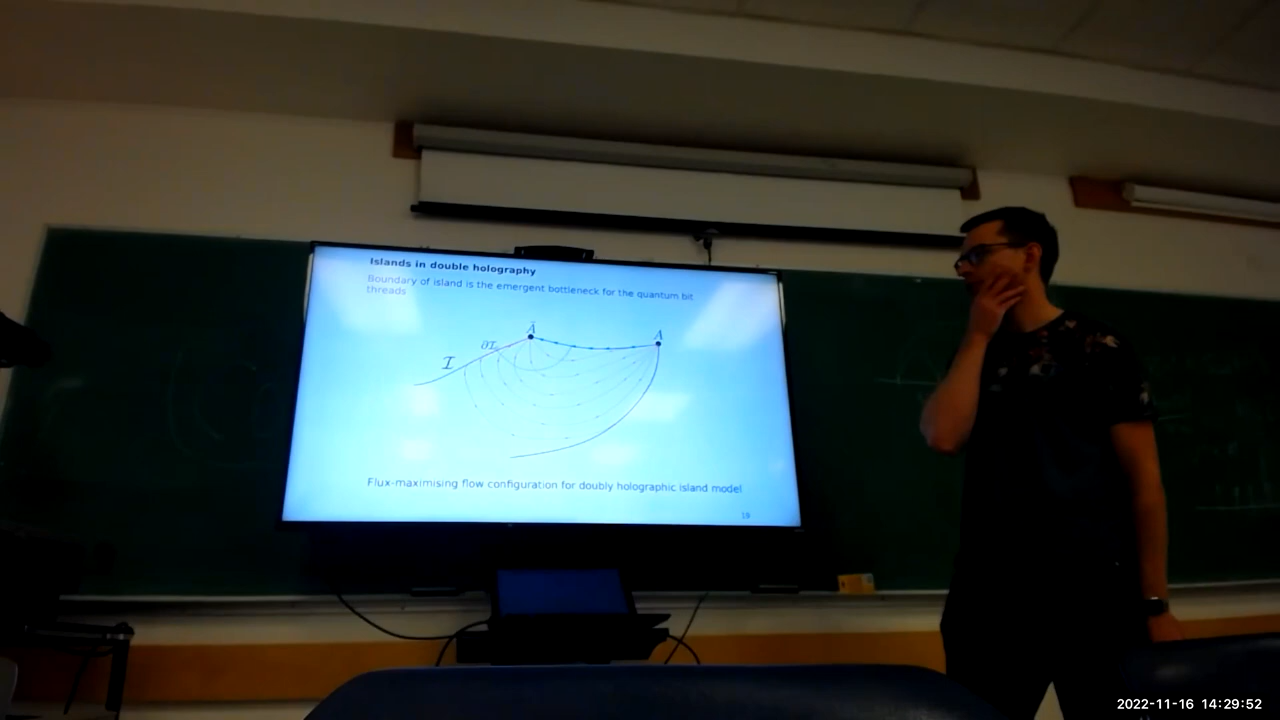 Islands in double holography
Boundary of island is the emergent bottleneck for the quantum bit
threads
Ā A
∂I
I
Flux-maximising flow configuration for doubly holographic island model
2022-11-16 14:29:52